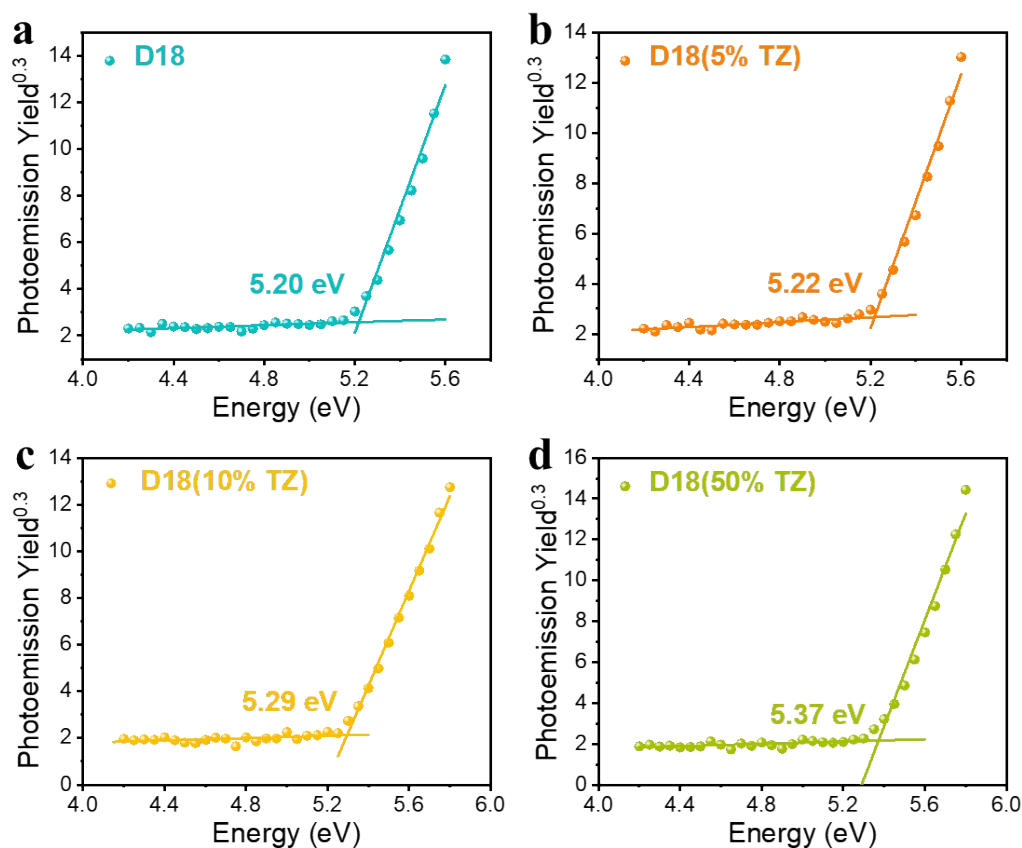 a
D18
14
12
10
8
6
4
2
Photoemission Yield^0.3
5.20 eV
4.0 4.4 4.8 5.2 5.6
Energy (eV)
b
D18(5% TZ)
14
12
10
8
6
4
2
Photoemission Yield^0.3
5.22 eV
4.0 4.4 4.8 5.2 5.6
Energy (eV)
c
D18(10% TZ)
14
12
10
8
6
4
2
0
Photoemission Yield^0.3
5.29 eV
4.0 4.4 4.8 5.2 5.6 6.0
Energy (eV)
d
D18(50% TZ)
16
14
12
10
8
6
4
2
0
Photoemission Yield^0.3
5.37 eV
4.0 4.4 4.8 5.2 5.6 6.0
Energy (eV)